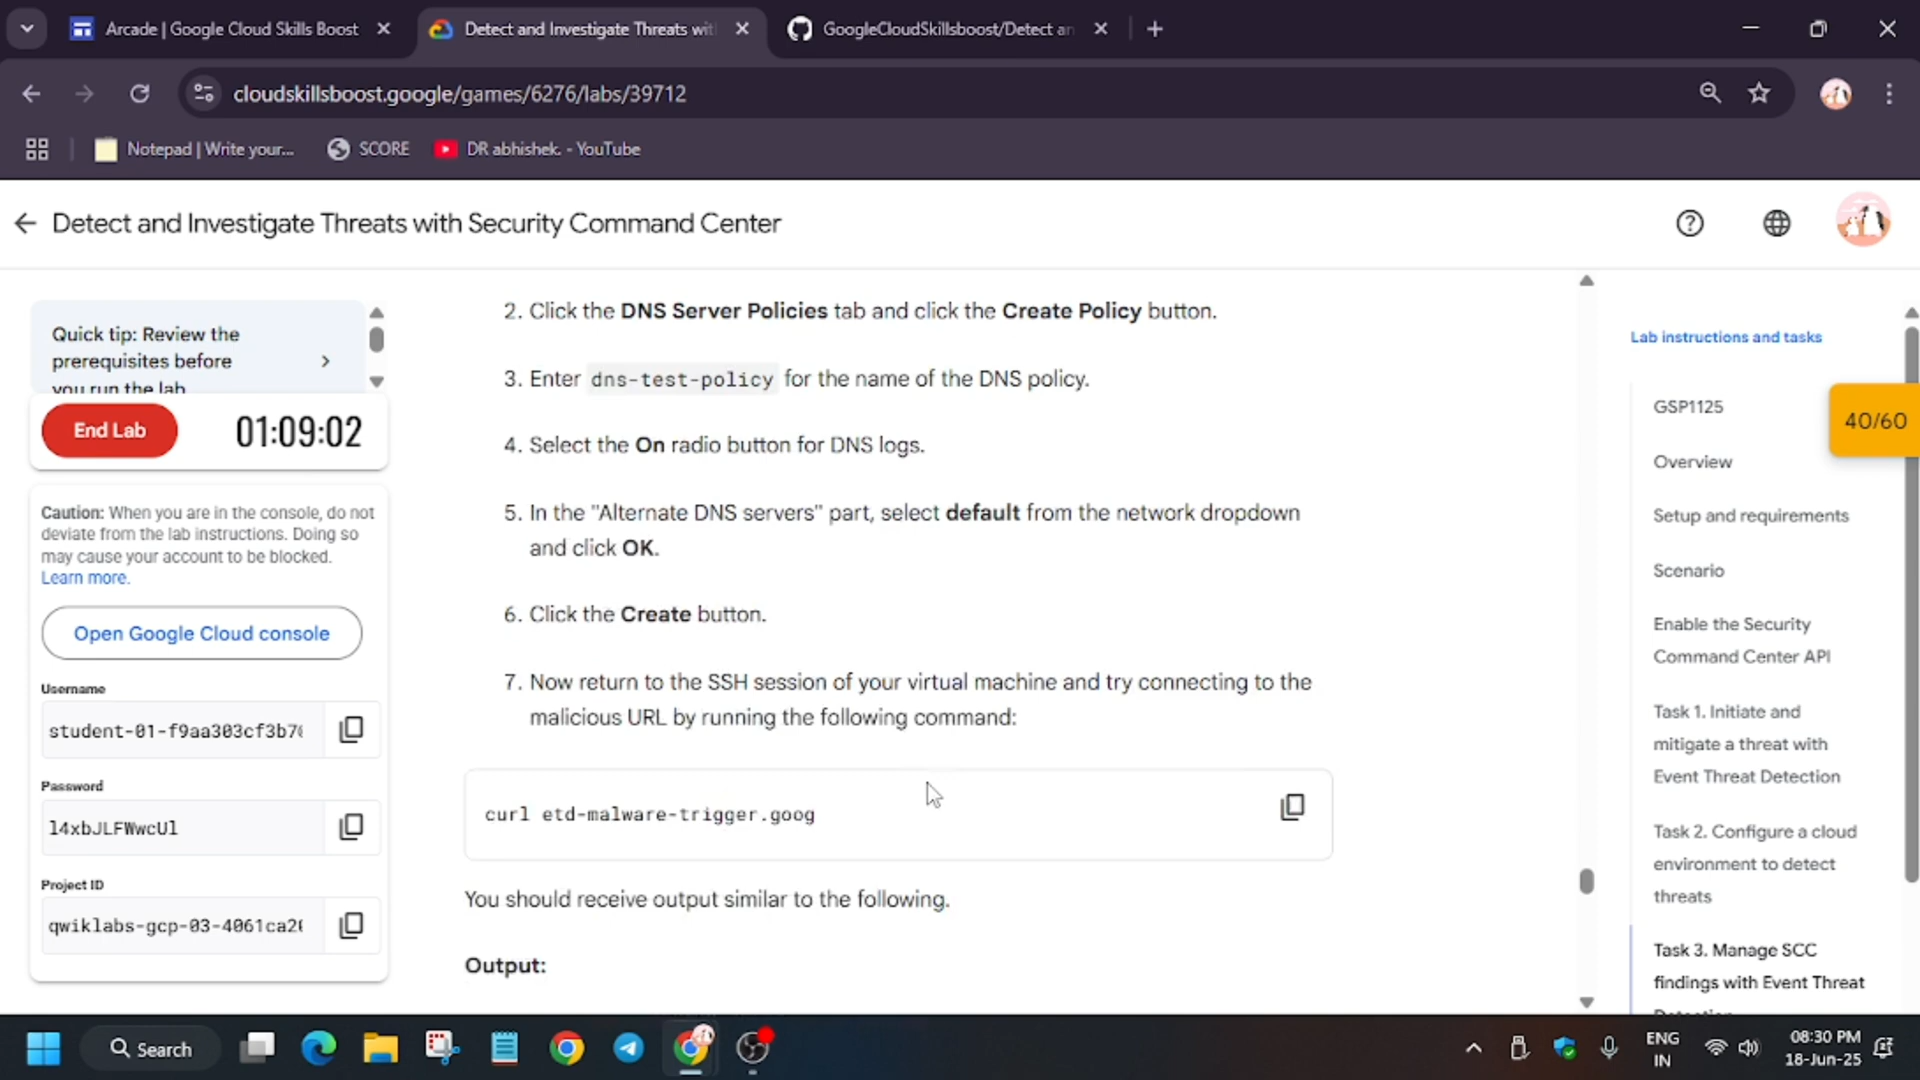 Arcade | Google Cloud Skills Boost
Detect and Investigate Threats wit
GoogleCloudSkillsboost/Detect an
cloudskillsboost.google/games/6276/labs/39712
Notepad | Write your...
SCORE
DR abhishek. - YouTube
Detect and Investigate Threats with Security Command Center
Quick tip: Review the
prerequisites before
you run the lab
End Lab
01:09:02
Caution: When you are in the console, do not
deviate from the lab instructions. Doing so
may cause your account to be blocked.
Learn more.
Open Google Cloud console
Username
student-01-f9aa303cf3b70
Password
l4xbJLFWwcUl
Project ID
qwiklabs-gcp-03-4061ca20
2. Click the DNS Server Policies tab and click the Create Policy button.
3. Enter dns-test-policy for the name of the DNS policy.
4. Select the On radio button for DNS logs.
5. In the "Alternate DNS servers" part, select default from the network dropdown
and click OK.
6. Click the Create button.
7. Now return to the SSH session of your virtual machine and try connecting to the
malicious URL by running the following command:
curl etd-malware-trigger.goog
You should receive output similar to the following.
Output:
Lab instructions and tasks
GSP1125
40/60
Overview
Setup and requirements
Scenario
Enable the Security
Command Center API
Task 1. Initiate and
mitigate a threat with
Event Threat Detection
Task 2. Configure a cloud
environment to detect
threats
Task 3. Manage SCC
findings with Event Threat
Detection
Search
ENG
IN
08:30 PM
18-Jun-25